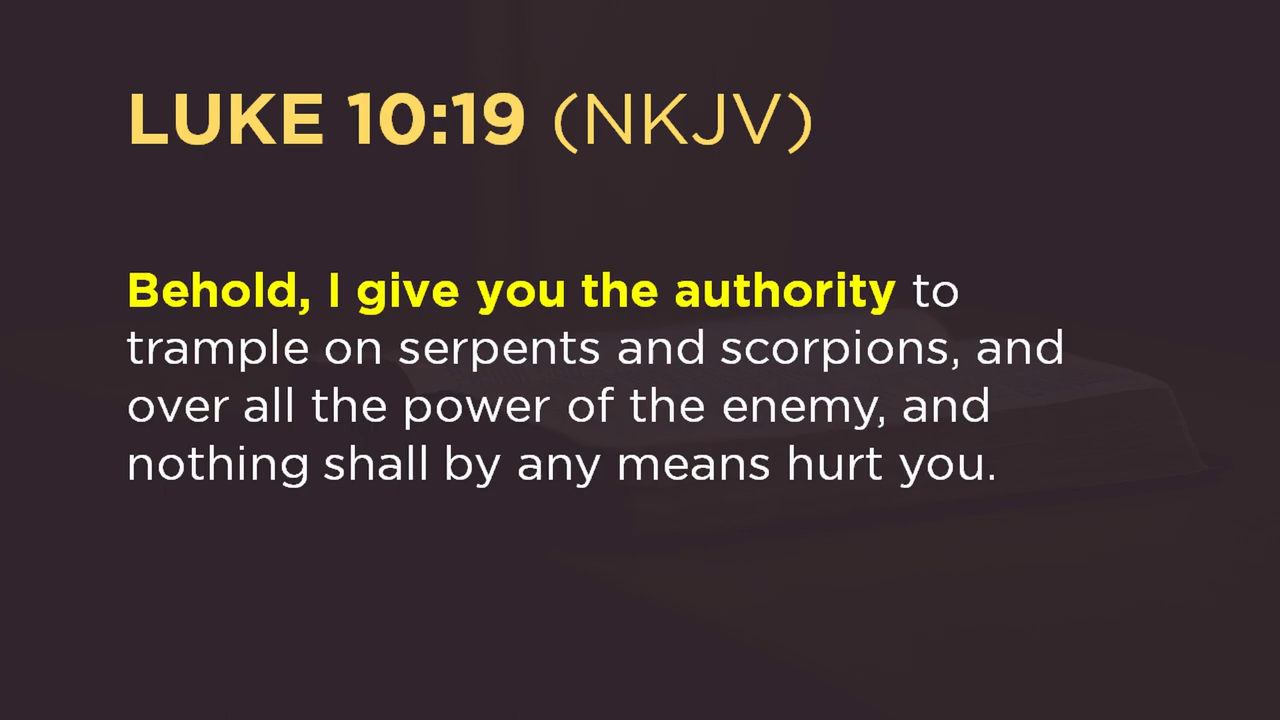 LUKE 10:19 (NKJV)
Behold, I give you the authority to
trample on serpents and scorpions, and
over all the power of the enemy, and
nothing shall by any means hurt you.